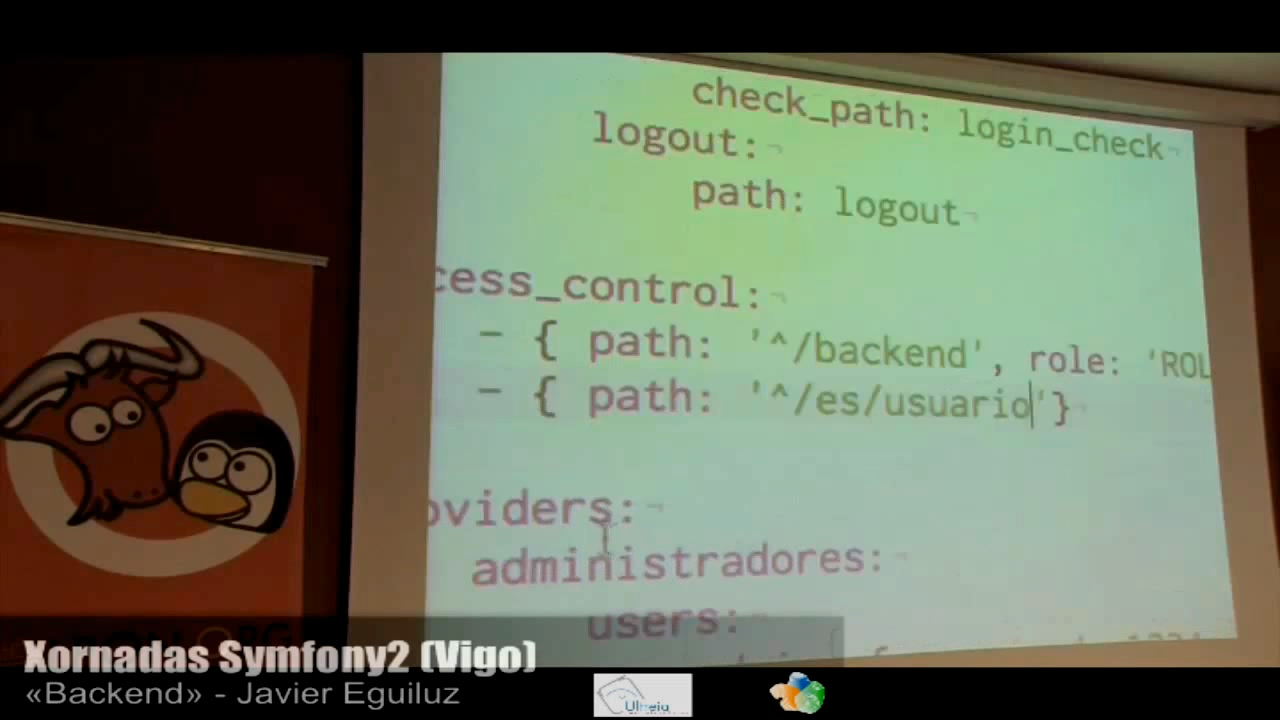 check_path: login_check
logout:
path: logout
cess_control:
- { path: '^/backend', role: 'ROL
- { path: '^/es/usuario'}
oviders:
administradores:
users:
Xornadas Symfony2 (Vigo)
«Backend» - Javier Eguiluz
Ultreia